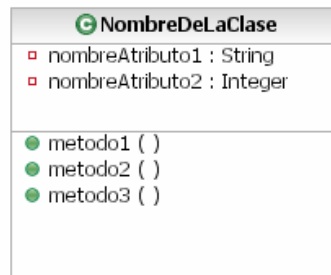 NombreDeLaClase
nombreAtributo1 : String
nombreAtributo2 : Integer
metodo1 ( )
metodo2 ( )
metodo3 ( )